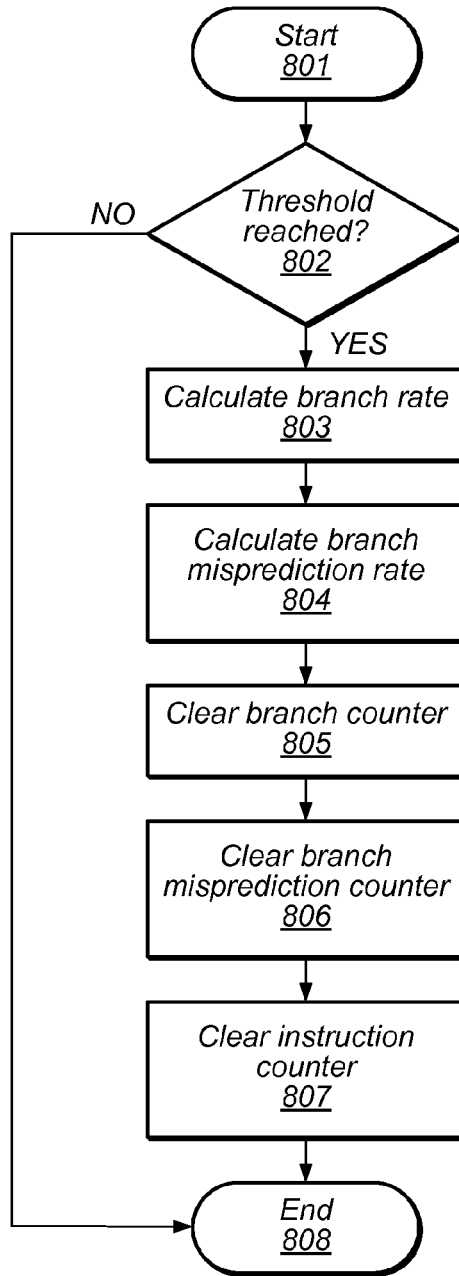 Start
801
Threshold
reached?
802
NO
YES
Calculate branch rate
803
Calculate branch
misprediction rate
804
Clear branch counter
805
Clear branch
misprediction counter
806
Clear instruction
counter
807
End
808